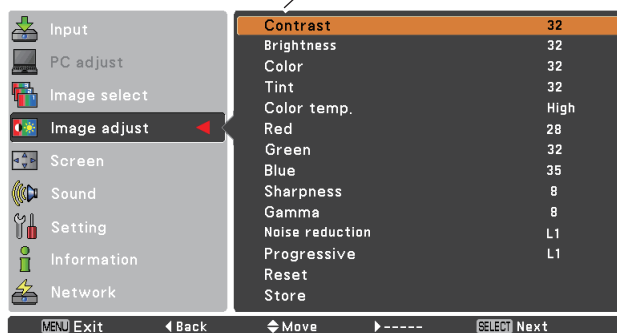 Input
PC adjust
Image select
Image adjust
Screen
Sound
Setting
Information
Network
Contrast 32
Brightness 32
Color 32
Tint 32
Color temp. High
Red 28
Green 32
Blue 35
Sharpness 8
Gamma 8
Noise reduction L1
Progressive L1
Reset
Store
MENU Exit Back Move ----- SELECT Next